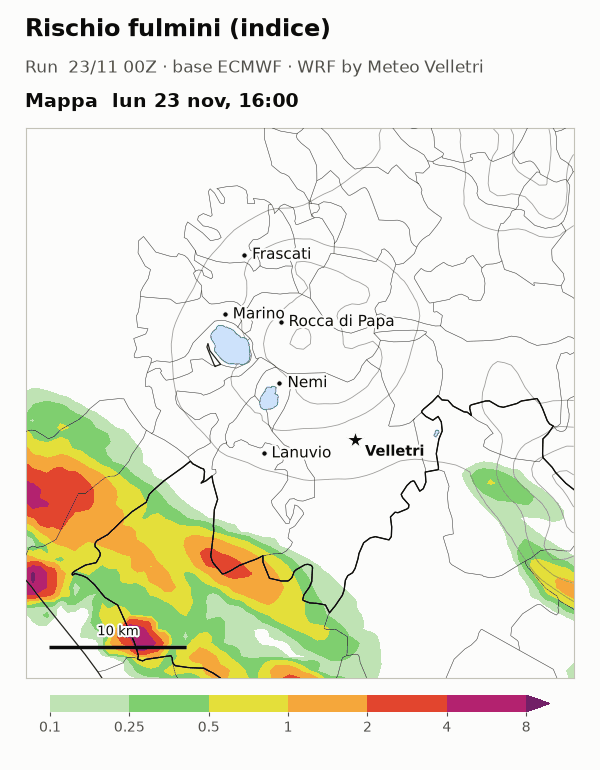 Rischio fulmini (indice)
Run  23/11 00Z · base ECMWF · WRF by Meteo Velletri
Mappa  lun 23 nov, 16:00
Frascati
Marino
Rocca di Papa
Nemi
Velletri
Lanuvio
10 km
0.1 0.25 0.5 1 2 4 8